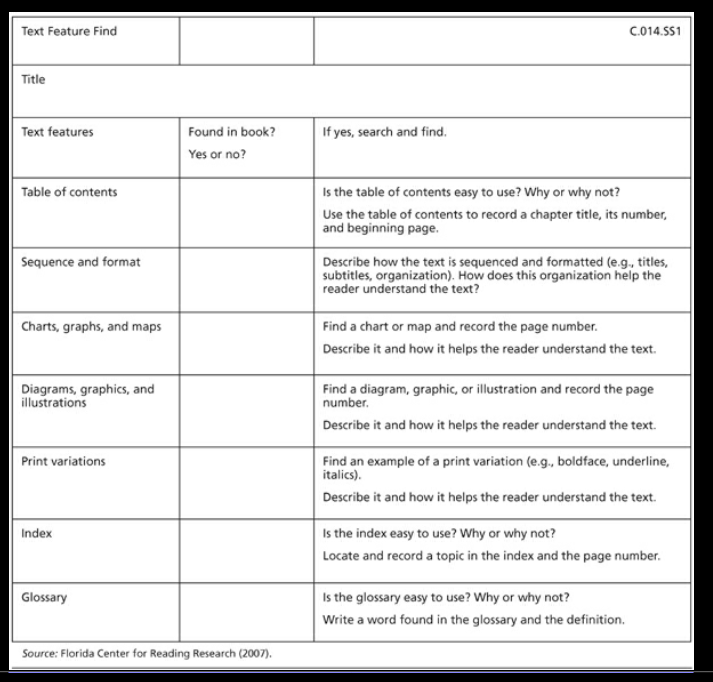 Text Feature Find
C.014.SS1
Title
Text features
Found in book?
Yes or no?
If yes, search and find.
Table of contents
Is the table of contents easy to use? Why or why not?
Use the table of contents to record a chapter title, its number,
and beginning page.
Sequence and format
Describe how the text is sequenced and formatted (e.g., titles,
subtitles, organization). How does this organization help the
reader understand the text?
Charts, graphs, and maps
Find a chart or map and record the page number.
Describe it and how it helps the reader understand the text.
Diagrams, graphics, and
illustrations
Find a diagram, graphic, or illustration and record the page
number.
Describe it and how it helps the reader understand the text.
Print variations
Find an example of a print variation (e.g., boldface, underline,
italics).
Describe it and how it helps the reader understand the text.
Index
Is the index easy to use? Why or why not?
Locate and record a topic in the index and the page number.
Glossary
Is the glossary easy to use? Why or why not?
Write a word found in the glossary and the definition.
Source: Florida Center for Reading Research (2007).